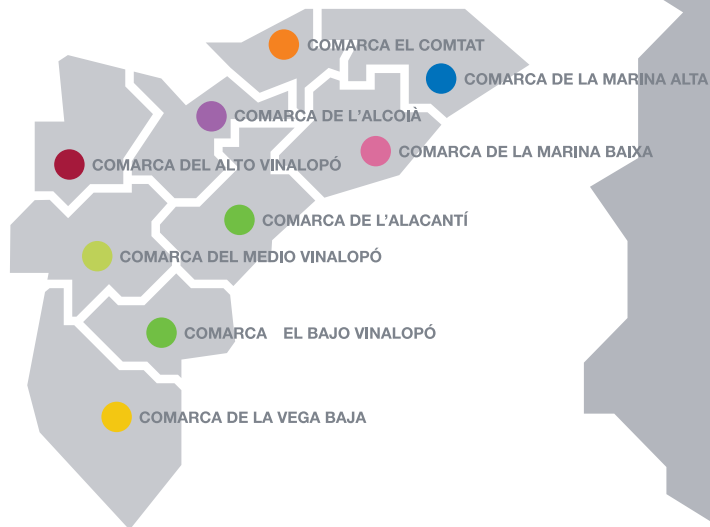 COMARCA EL COMTAT
COMARCA DE LA MARINA ALTA
COMARCA DE L'ALCOIÀ
COMARCA DE LA MARINA BAIXA
COMARCA DEL ALTO VINALOPÓ
COMARCA DE L'ALACANTÍ
COMARCA DEL MEDIO VINALOPÓ
COMARCA EL BAJO VINALOPÓ
COMARCA DE LA VEGA BAJA